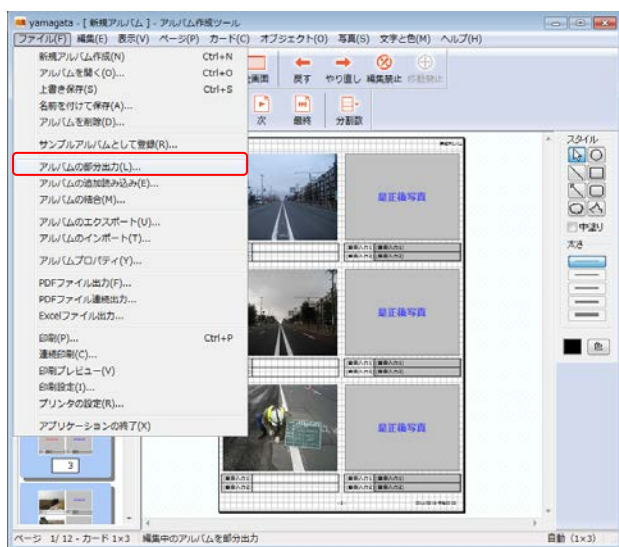 yamagata - [ 新規アルバム ] - アルバム作成ツール
ファイル(F) 編集(E) 表示(V) ページ(P) カード(C) オブジェクト(O) 写真(S) 文字と色(M) ヘルプ(H)
新規アルバム作成(N) Ctrl+N
アルバムを開く(O)... Ctrl+O
上書き保存(S) Ctrl+S
名前を付けて保存(A)...
アルバムを削除(D)...
サンプルアルバムとして登録(R)...
アルバムの部分出力(L)...
アルバムの追加読み込み(E)...
アルバムの結合(M)...
アルバムのエクスポート(U)...
アルバムのインポート(T)...
アルバムプロパティ(Y)...
PDFファイル出力(F)...
PDFファイル連続出力...
Excelファイル出力...
印刷(P)... Ctrl+P
連続印刷(C)...
印刷プレビュー(V)
印刷設定(I)...
プリンタの設定(R)...
アプリケーションの終了(X)
画面 戻す やり直し 編集禁止 移動禁止
次 最終 分割数
是正後写真
是正後写真
是正後写真
スタイル
中塗り
太さ
色
3
ページ 1/ 12 - カード 1×3 編集中のアルバムを部分出力
自動 (1×3)